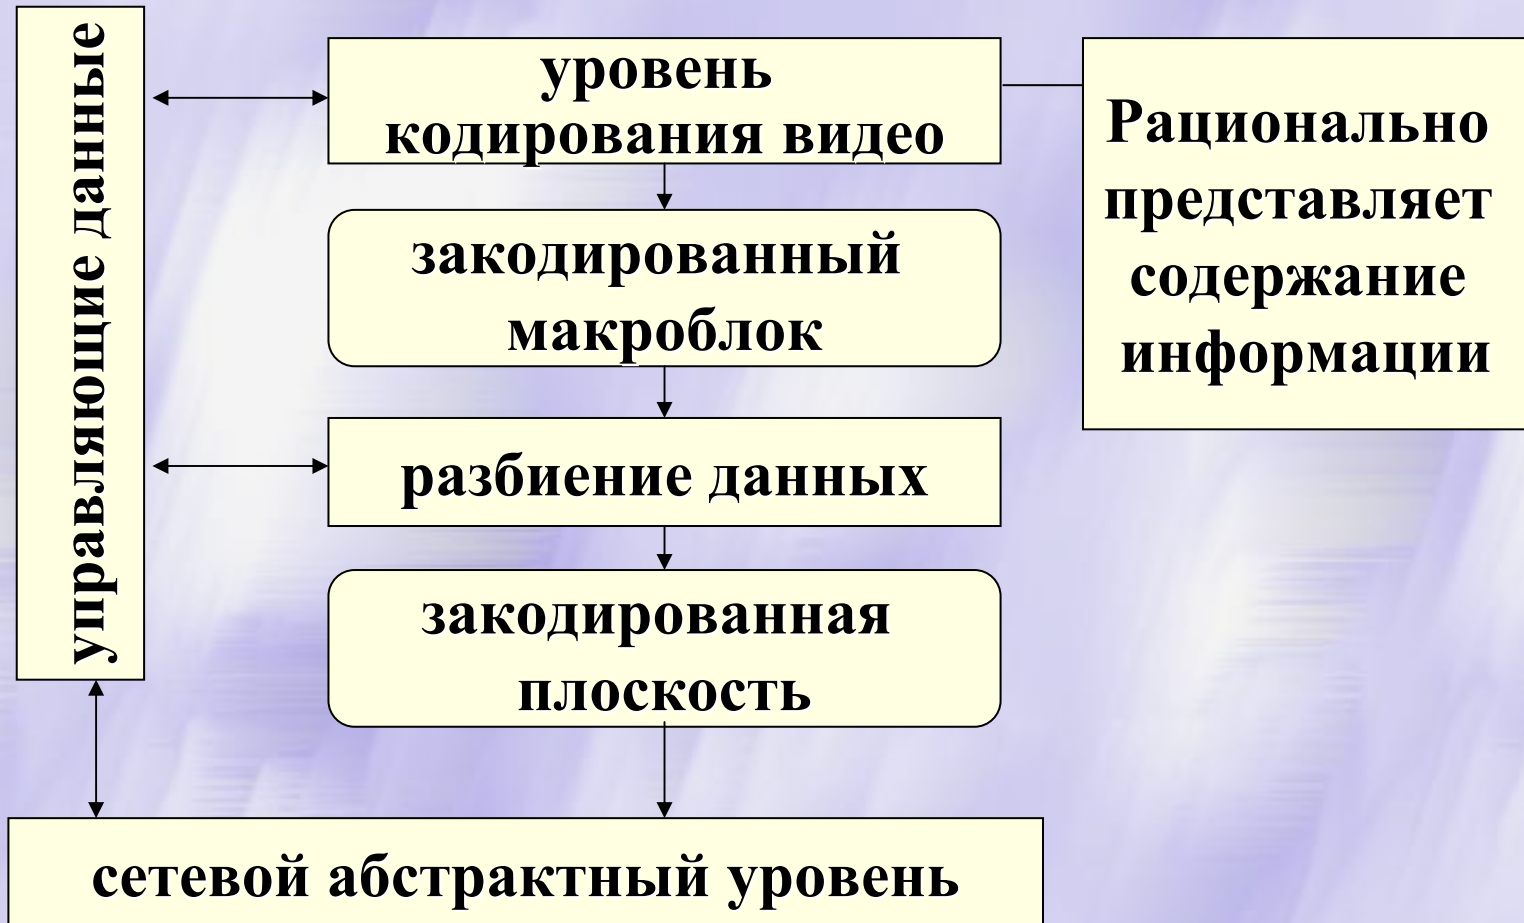 управляющие данные
уровень
кодирования видео
закодированный
макроблок
разбиение данных
закодированная
плоскость
сетевой абстрактный уровень
Рационально
представляет
содержание
информации